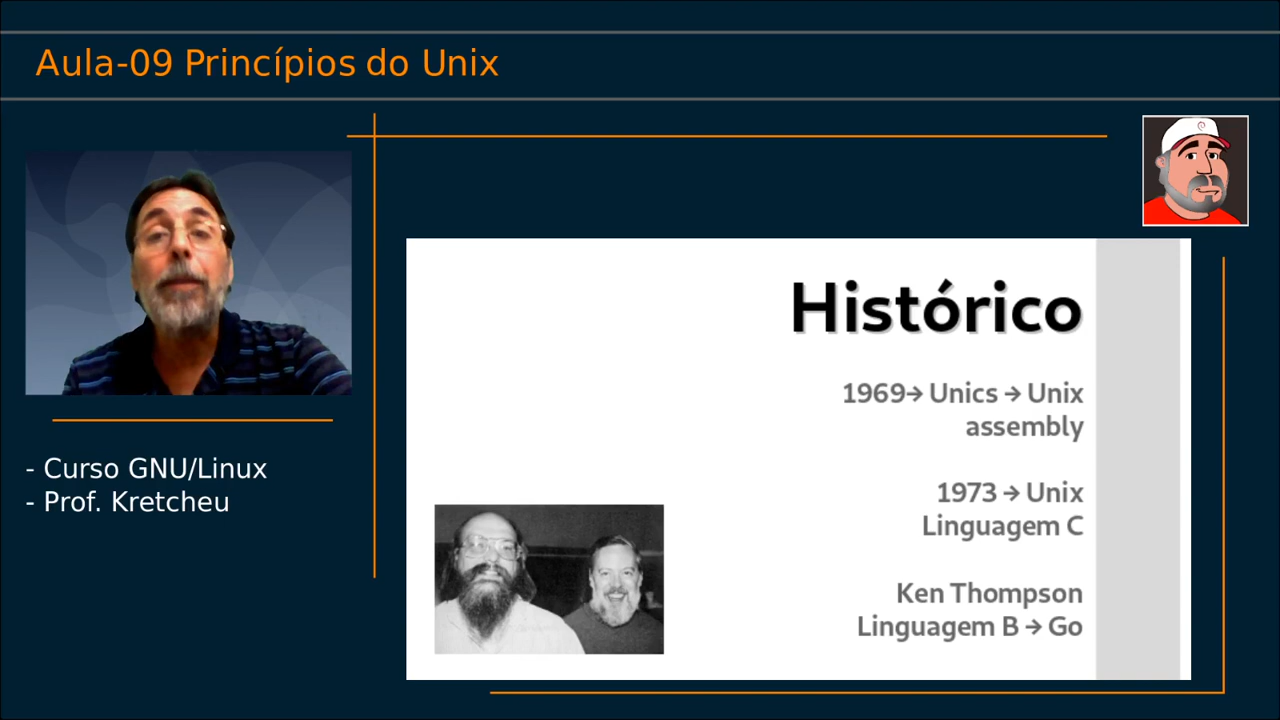 Aula-09 Princípios do Unix
- Curso GNU/Linux
- Prof. Kretcheu
Histórico
1969→ Unics → Unix
assembly
1973 → Unix
Linguagem C
Ken Thompson
Linguagem B → Go